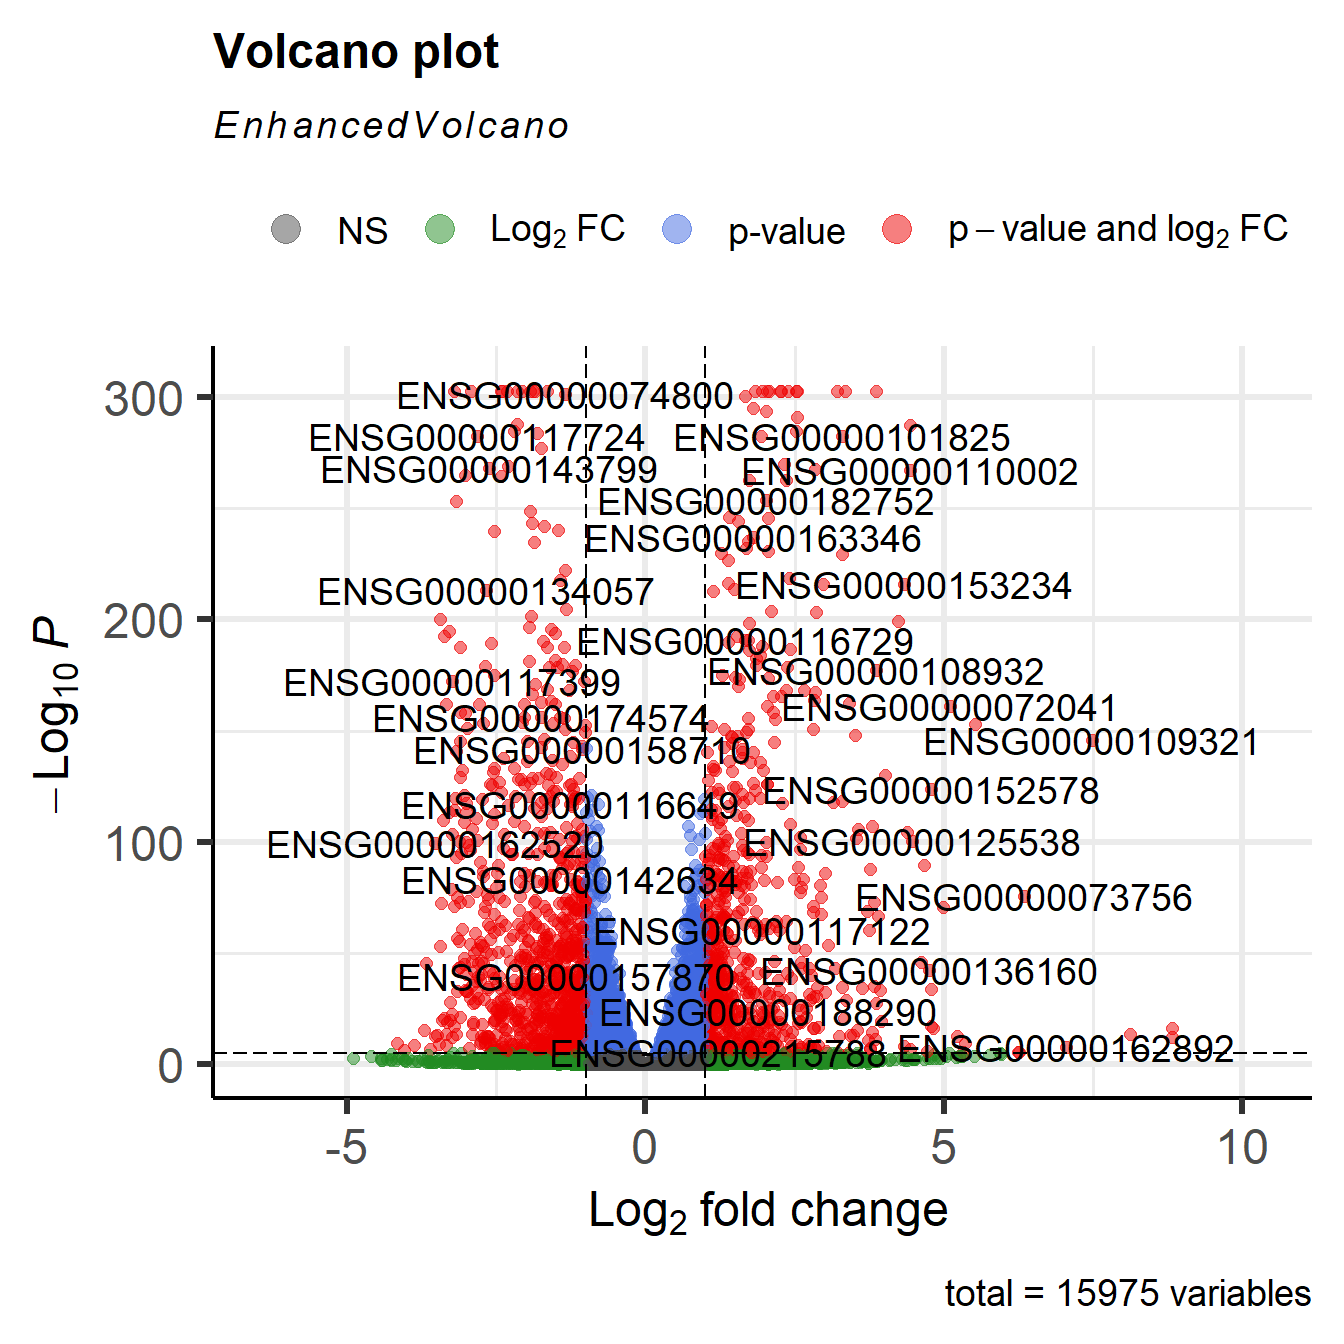 Volcano plot
EnhancedVolcano
NS Log2 FC p-value p − value and log2 FC
−Log10 P
300
200
100
0
ENSG00000074800
ENSG00000117724 ENSG00000101825
ENSG00000143799 ENSG00000110002
ENSG00000182752
ENSG00000163346
ENSG00000134057 ENSG00000153234
ENSG00000116729
ENSG00000108932
ENSG00000117399
ENSG00000072041
ENSG00000174574
ENSG00000109321
ENSG00000158710
ENSG00000152578
ENSG00000116649
ENSG00000162520 ENSG00000125538
ENSG00000142634
ENSG00000073756
ENSG00000117122
ENSG00000157870 ENSG00000136160
ENSG00000188290
ENSG00000215788 ENSG00000162892
-5 0 5 10
Log2 fold change
total = 15975 variables